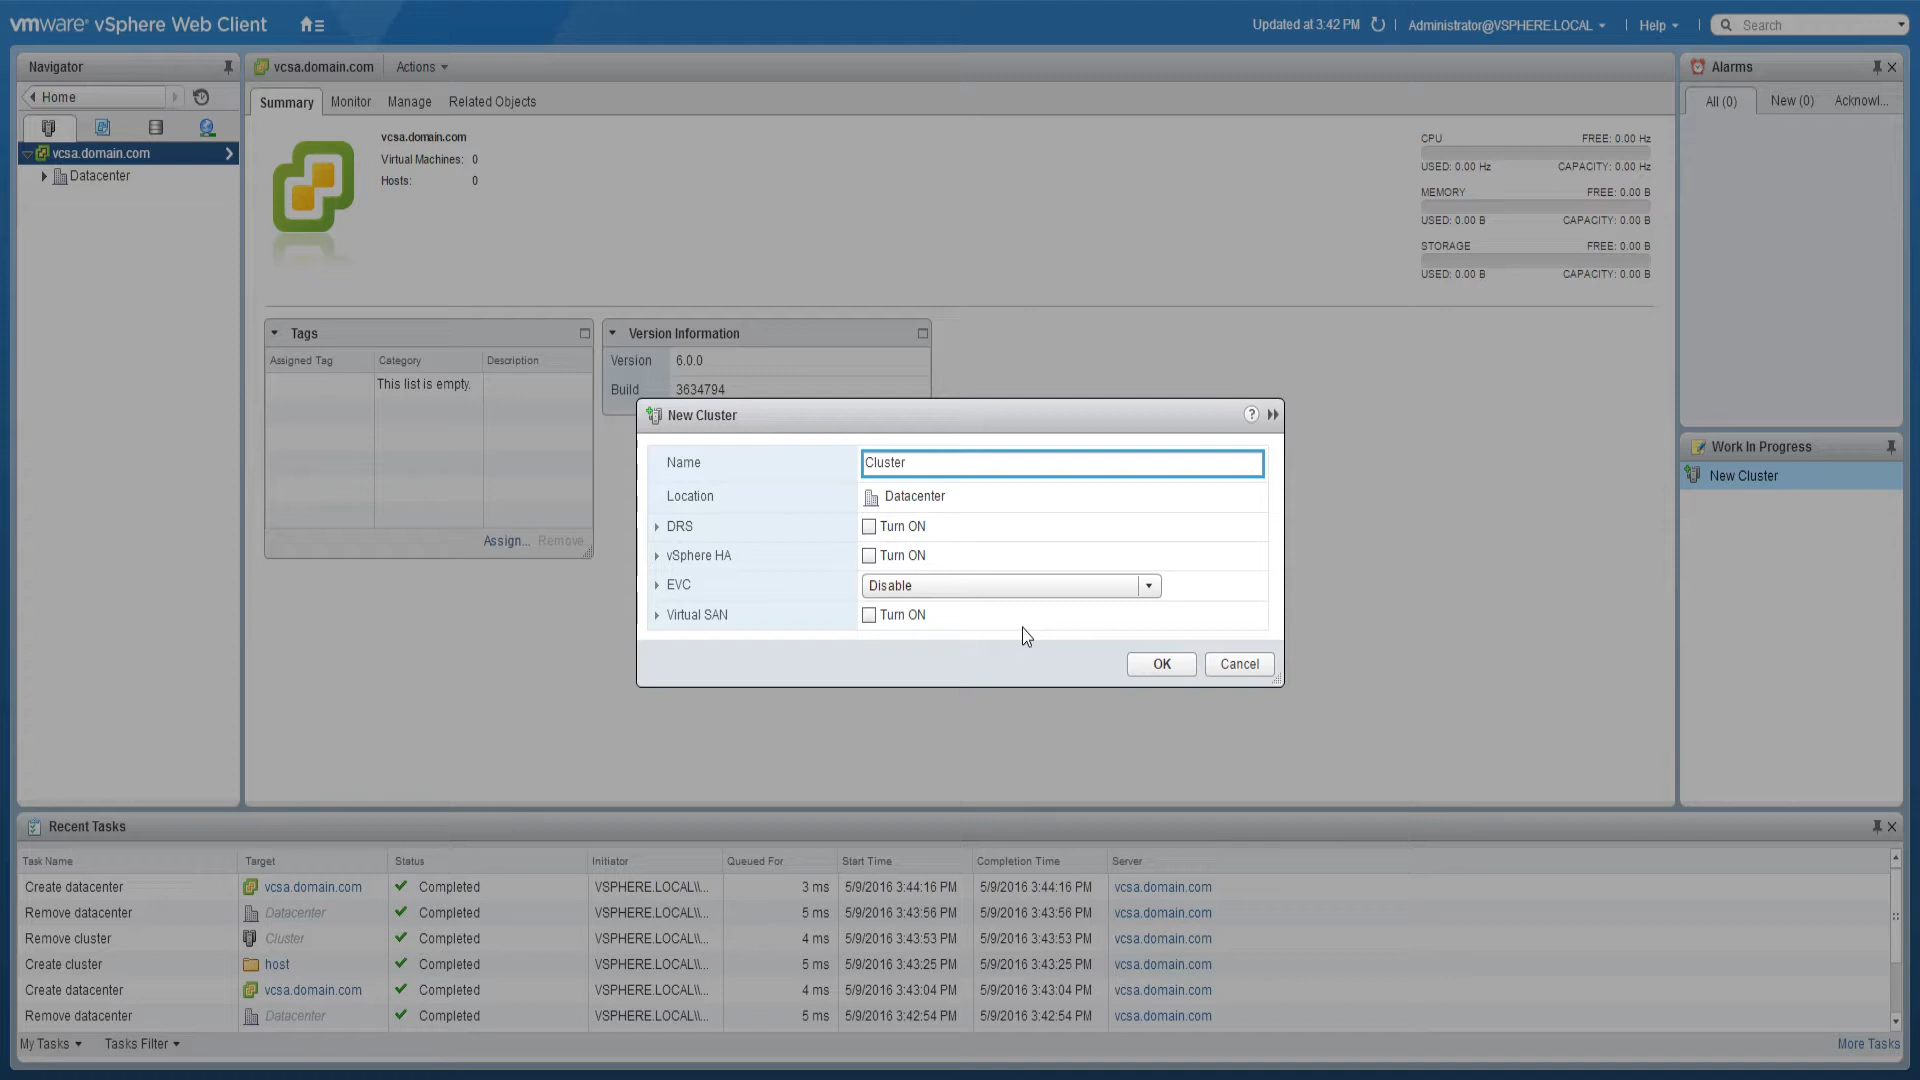 vmware® vSphere Web Client
Updated at 3:42 PM | Administrator@VSPHERE.LOCAL | Help | Search
Navigator
Home
vcsa.domain.com
Datacenter
vcsa.domain.com Actions
Summary Monitor Manage Related Objects
vcsa.domain.com
Virtual Machines: 0
Hosts: 0
CPU FREE: 0.00 Hz
USED: 0.00 Hz CAPACITY: 0.00 Hz
MEMORY FREE: 0.00 B
USED: 0.00 B CAPACITY: 0.00 B
STORAGE FREE: 0.00 B
USED: 0.00 B CAPACITY: 0.00 B
Tags
Assigned Tag Category Description
This list is empty.
Assign... Remove
Version Information
Version 6.0.0
Build 3634794
New Cluster
Name Cluster
Location Datacenter
DRS Turn ON
vSphere HA Turn ON
EVC Disable
Virtual SAN Turn ON
OK Cancel
Alarms
All (0) New (0) Acknowl...
Work In Progress
New Cluster
Recent Tasks
Task Name Target Status Initiator Queued For Start Time Completion Time Server
Create datacenter vcsa.domain.com Completed VSPHERE.LOCAL\\... 3 ms 5/9/2016 3:44:16 PM 5/9/2016 3:44:16 PM vcsa.domain.com
Remove datacenter Datacenter Completed VSPHERE.LOCAL\\... 5 ms 5/9/2016 3:43:56 PM 5/9/2016 3:43:56 PM vcsa.domain.com
Remove cluster Cluster Completed VSPHERE.LOCAL\\... 4 ms 5/9/2016 3:43:53 PM 5/9/2016 3:43:53 PM vcsa.domain.com
Create cluster host Completed VSPHERE.LOCAL\\... 5 ms 5/9/2016 3:43:25 PM 5/9/2016 3:43:25 PM vcsa.domain.com
Create datacenter vcsa.domain.com Completed VSPHERE.LOCAL\\... 4 ms 5/9/2016 3:43:04 PM 5/9/2016 3:43:04 PM vcsa.domain.com
Remove datacenter Datacenter Completed VSPHERE.LOCAL\\... 5 ms 5/9/2016 3:42:54 PM 5/9/2016 3:42:54 PM vcsa.domain.com
My Tasks Tasks Filter More Tasks